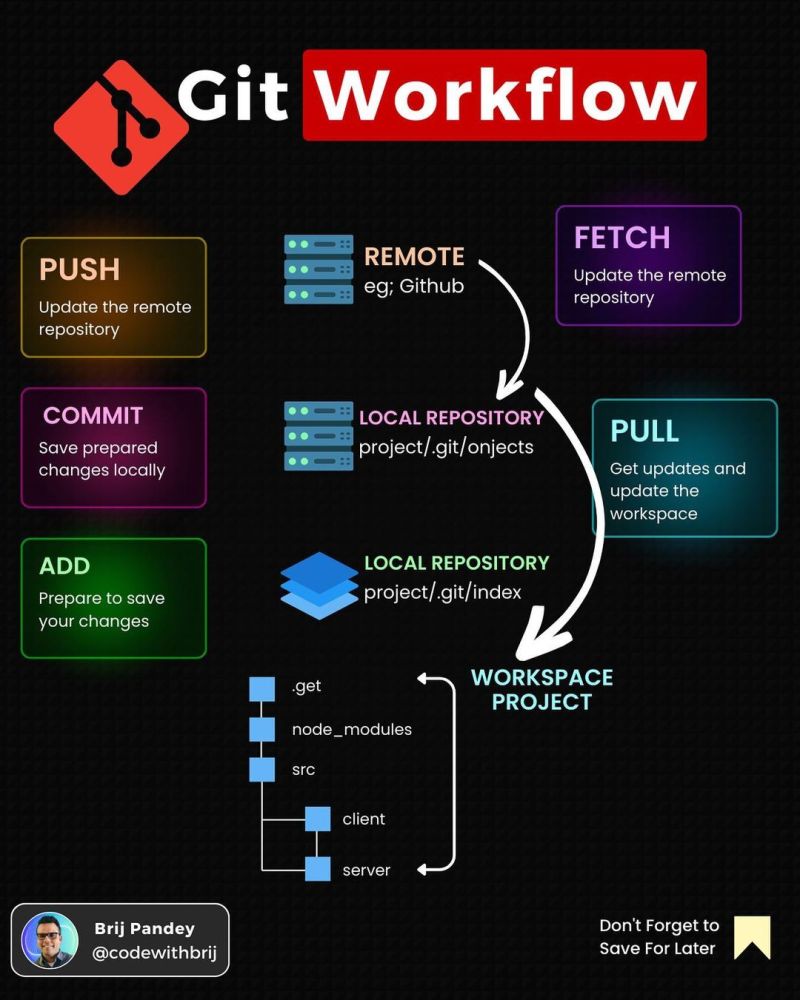 Git Workflow
PUSH
Update the remote
repository
REMOTE
eg; Github
FETCH
Update the remote
repository
COMMIT
Save prepared
changes locally
LOCAL REPOSITORY
project/.git/onjects
PULL
Get updates and
update the
workspace
ADD
Prepare to save
your changes
LOCAL REPOSITORY
project/.git/index
WORKSPACE
PROJECT
.get
node_modules
src
client
server
Brij Pandey
@codewithbrij
Don't Forget to
Save For Later